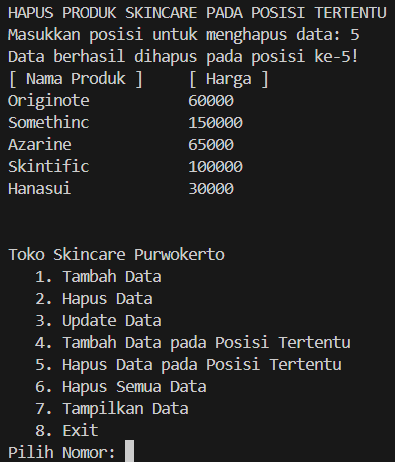 HAPUS PRODUK SKINCARE PADA POSISI TERTENTU
Masukkan posisi untuk menghapus data: 5
Data berhasil dihapus pada posisi ke-5!
[ Nama Produk ]     [ Harga ]
Originote           60000
Somethinc           150000
Azarine             65000
Skintific           100000
Hanasui             30000
Toko Skincare Purwokerto
   1. Tambah Data
   2. Hapus Data
   3. Update Data
   4. Tambah Data pada Posisi Tertentu
   5. Hapus Data pada Posisi Tertentu
   6. Hapus Semua Data
   7. Tampilkan Data
   8. Exit
Pilih Nomor: